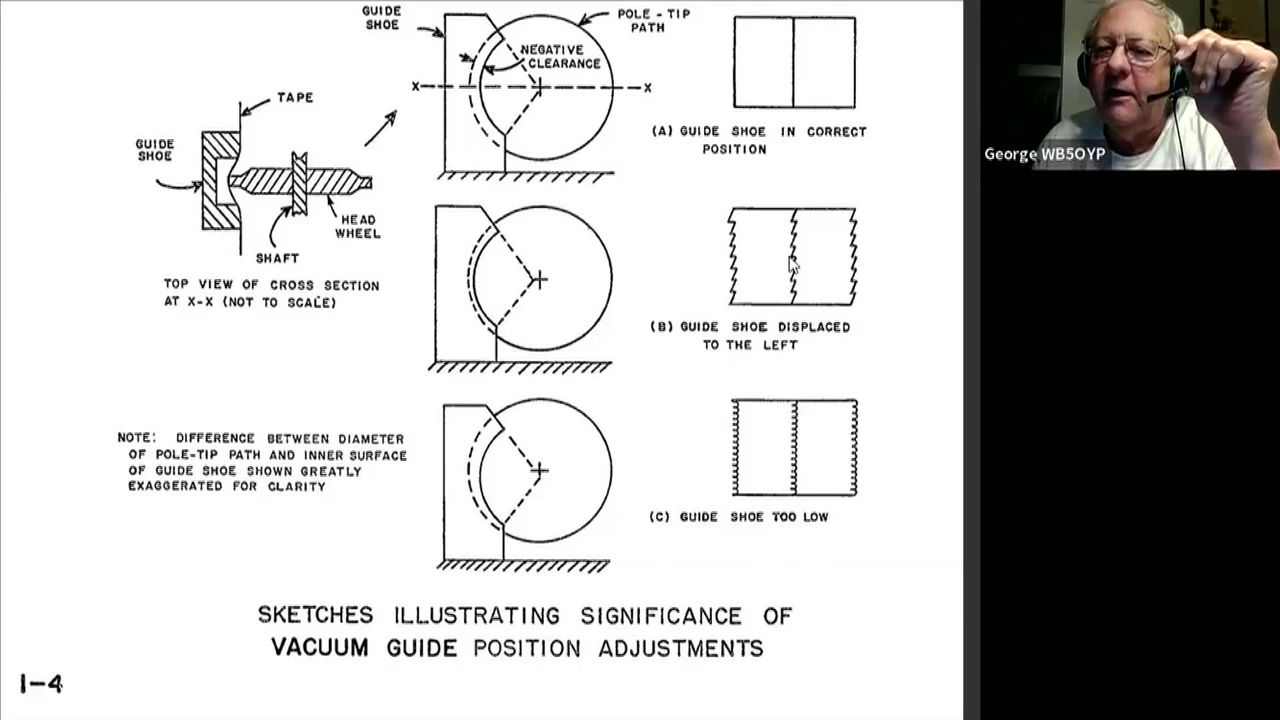 GUIDE
SHOE
POLE-TIP
PATH
NEGATIVE
CLEARANCE
X
X
(A) GUIDE SHOE IN CORRECT
POSITION
TAPE
GUIDE
SHOE
HEAD
WHEEL
SHAFT
TOP VIEW OF CROSS SECTION
AT X-X (NOT TO SCALE)
(B) GUIDE SHOE DISPLACED
TO THE LEFT
NOTE: DIFFERENCE BETWEEN DIAMETER
OF POLE-TIP PATH AND INNER SURFACE
OF GUIDE SHOE SHOWN GREATLY
EXAGGERATED FOR CLARITY
(C) GUIDE SHOE TOO LOW
SKETCHES ILLUSTRATING SIGNIFICANCE OF
VACUUM GUIDE POSITION ADJUSTMENTS
1-4
George WB5OYP